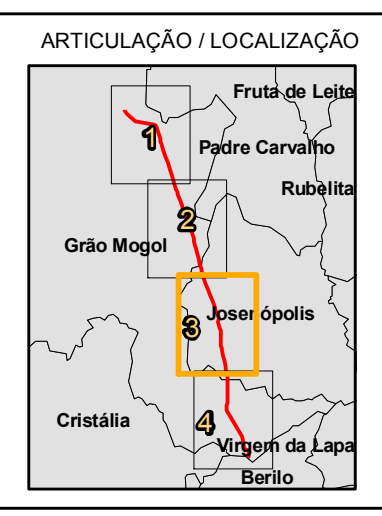 ARTICULAÇÃO / LOCALIZAÇÃO
Fruta de Leite
1
Padre Carvalho
Rubelita
2
Grão Mogol
Josenópolis
3
Cristália
4
Virgem da Lapa
Berilo